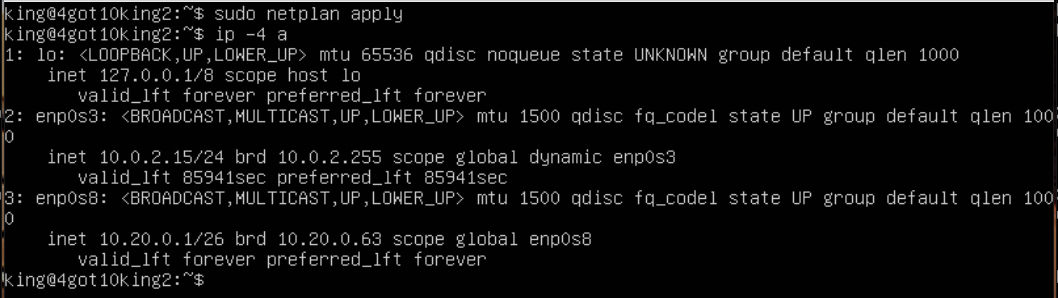 king@4got10king2:~$ sudo netplan apply
king@4got10king2:~$ ip -4 a
1: lo: <LOOPBACK,UP,LOWER_UP> mtu 65536 qdisc noqueue state UNKNOWN group default qlen 1000
    inet 127.0.0.1/8 scope host lo
       valid_lft forever preferred_lft forever
2: enp0s3: <BROADCAST,MULTICAST,UP,LOWER_UP> mtu 1500 qdisc fq_codel state UP group default qlen 100
0
    inet 10.0.2.15/24 brd 10.0.2.255 scope global dynamic enp0s3
       valid_lft 85941sec preferred_lft 85941sec
3: enp0s8: <BROADCAST,MULTICAST,UP,LOWER_UP> mtu 1500 qdisc fq_codel state UP group default qlen 100
0
    inet 10.20.0.1/26 brd 10.20.0.63 scope global enp0s8
       valid_lft forever preferred_lft forever
king@4got10king2:~$